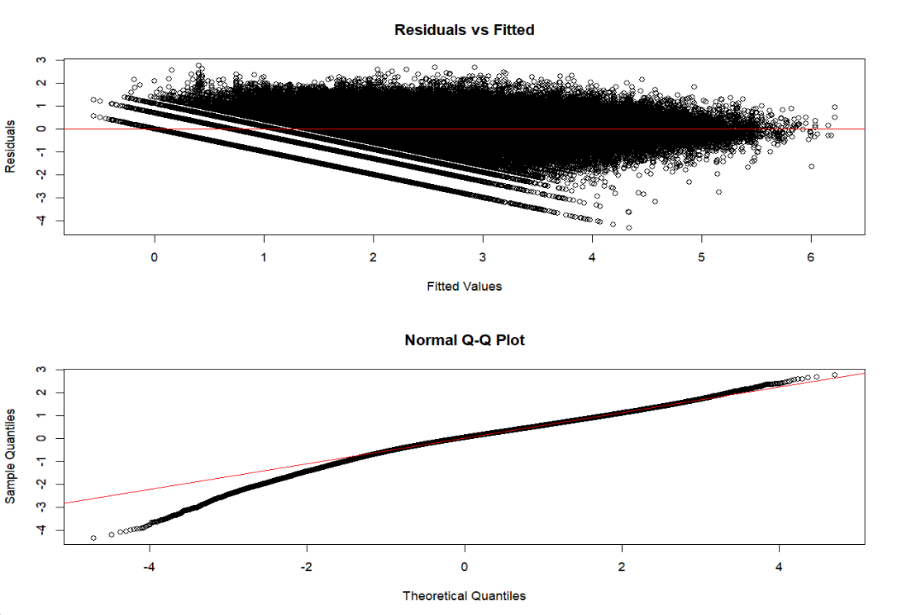 Residuals vs Fitted
3
2
1
0
-1
-2
-3
-4
Residuals
0 1 2 3 4 5 6
Fitted Values
Normal Q-Q Plot
3
2
1
0
-1
-2
-3
-4
Sample Quantiles
-4 -2 0 2 4
Theoretical Quantiles